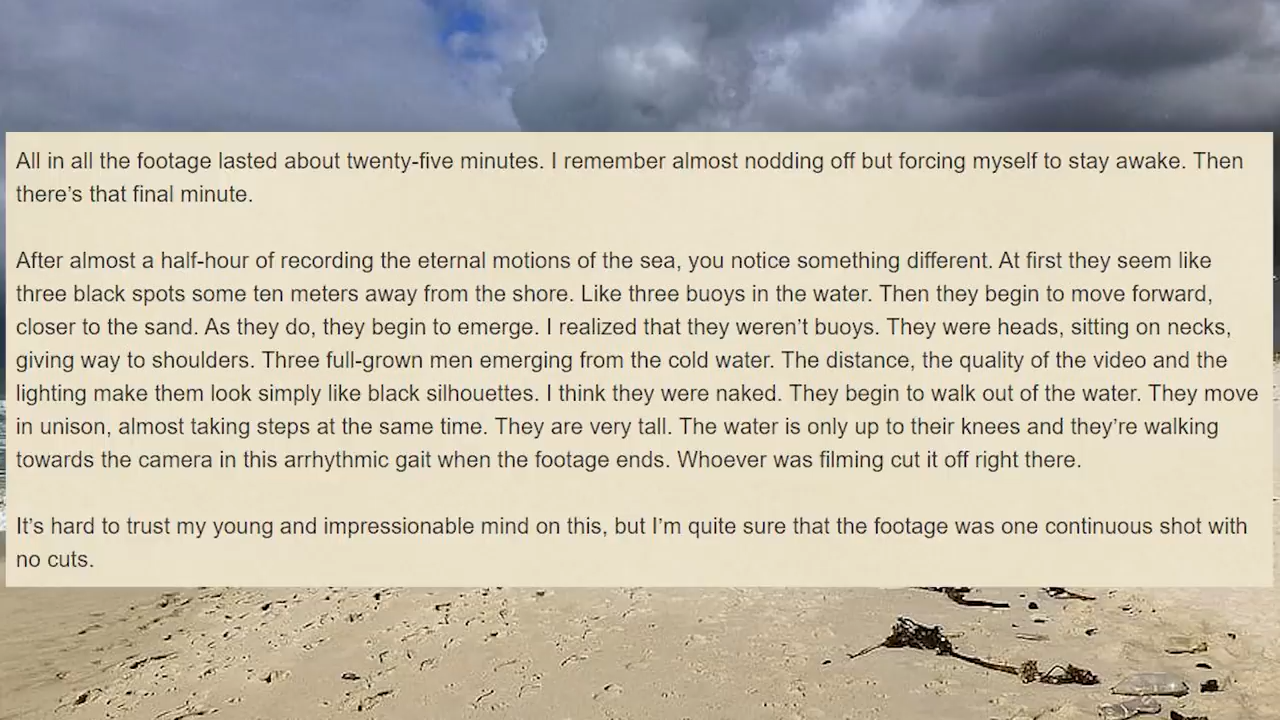 All in all the footage lasted about twenty-five minutes. I remember almost nodding off but forcing myself to stay awake. Then
there’s that final minute.
After almost a half-hour of recording the eternal motions of the sea, you notice something different. At first they seem like
three black spots some ten meters away from the shore. Like three buoys in the water. Then they begin to move forward,
closer to the sand. As they do, they begin to emerge. I realized that they weren’t buoys. They were heads, sitting on necks,
giving way to shoulders. Three full-grown men emerging from the cold water. The distance, the quality of the video and the
lighting make them look simply like black silhouettes. I think they were naked. They begin to walk out of the water. They move
in unison, almost taking steps at the same time. They are very tall. The water is only up to their knees and they’re walking
towards the camera in this arrhythmic gait when the footage ends. Whoever was filming cut it off right there.
It’s hard to trust my young and impressionable mind on this, but I’m quite sure that the footage was one continuous shot with
no cuts.